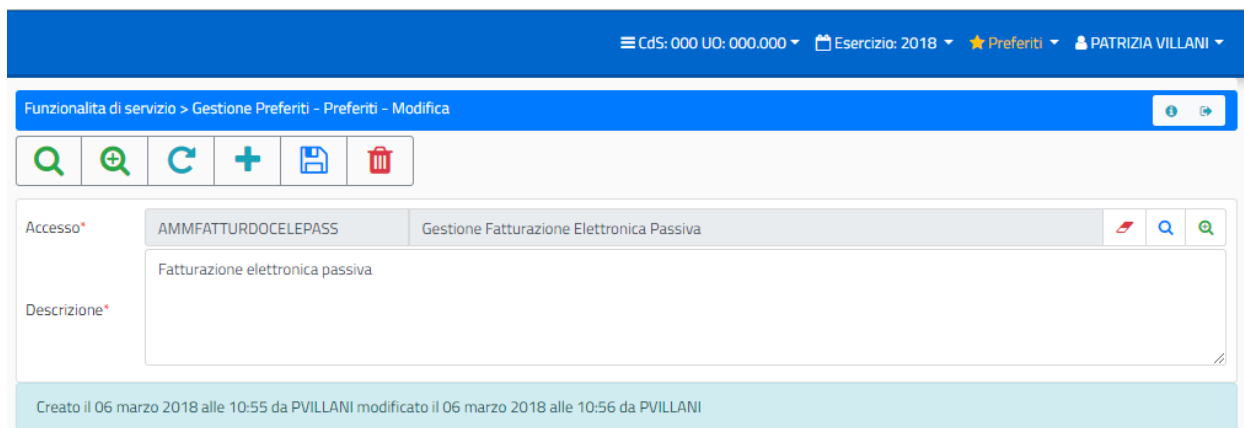 CdS: 000 UO: 000.000 Esercizio: 2018 Preferiti PATRIZIA VILLANI
Funzionalita di servizio > Gestione Preferiti - Preferiti - Modifica
Accesso* AMMFATTURDOCELEPASS Gestione Fatturazione Elettronica Passiva
Fatturazione elettronica passiva
Descrizione*
Creato il 06 marzo 2018 alle 10:55 da PVILLANI modificato il 06 marzo 2018 alle 10:56 da PVILLANI